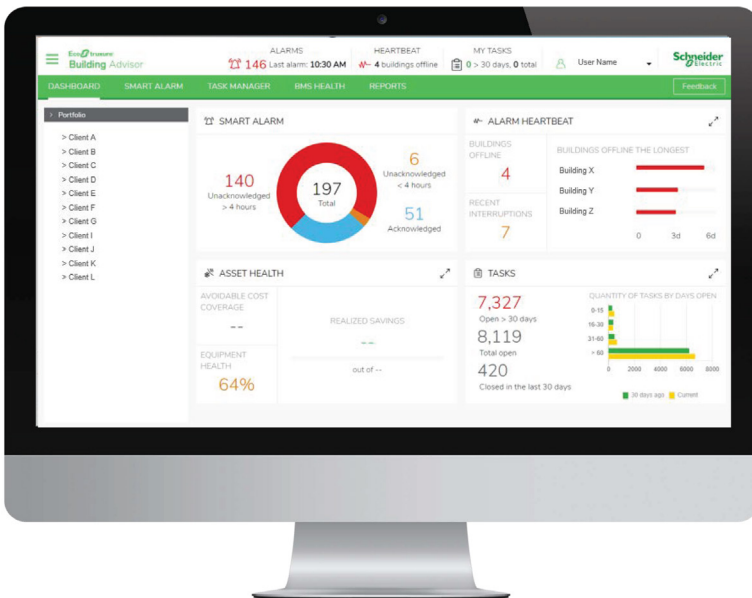 EcoStruxure
Building Advisor
ALARMS
146 Last alarm: 10:30 AM
HEARTBEAT
4 buildings offline
MY TASKS
0 > 30 days, 0 total
User Name
Schneider
Electric
DASHBOARD SMART ALARM TASK MANAGER BMS HEALTH REPORTS Feedback
> Portfolio
> Client A
> Client B
> Client C
> Client D
> Client E
> Client F
> Client G
> Client I
> Client J
> Client K
> Client L
SMART ALARM
140
Unacknowledged
> 4 hours
197
Total
6
Unacknowledged
< 4 hours
51
Acknowledged
ALARM HEARTBEAT
BUILDINGS
OFFLINE
4
RECENT
INTERRUPTIONS
7
BUILDINGS OFFLINE THE LONGEST
Building X
Building Y
Building Z
0 3d 6d
ASSET HEALTH
AVOIDABLE COST
COVERAGE
--
EQUIPMENT
HEALTH
64%
REALIZED SAVINGS
--
out of --
TASKS
7,327
Open > 30 days
8,119
Total open
420
Closed in the last 30 days
QUANTITY OF TASKS BY DAYS OPEN
0-15
16-30
31-60
> 60
0 2000 4000 6000 8000
30 days ago Current